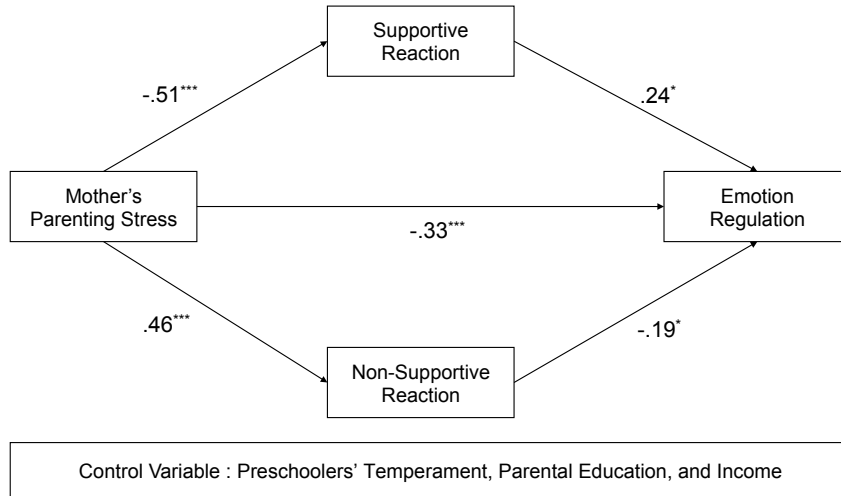 Supportive
Reaction
-.51***
.24*
Mother’s
Parenting Stress
Emotion
Regulation
-.33***
.46***
-.19*
Non-Supportive
Reaction
Control Variable : Preschoolers’ Temperament, Parental Education, and Income